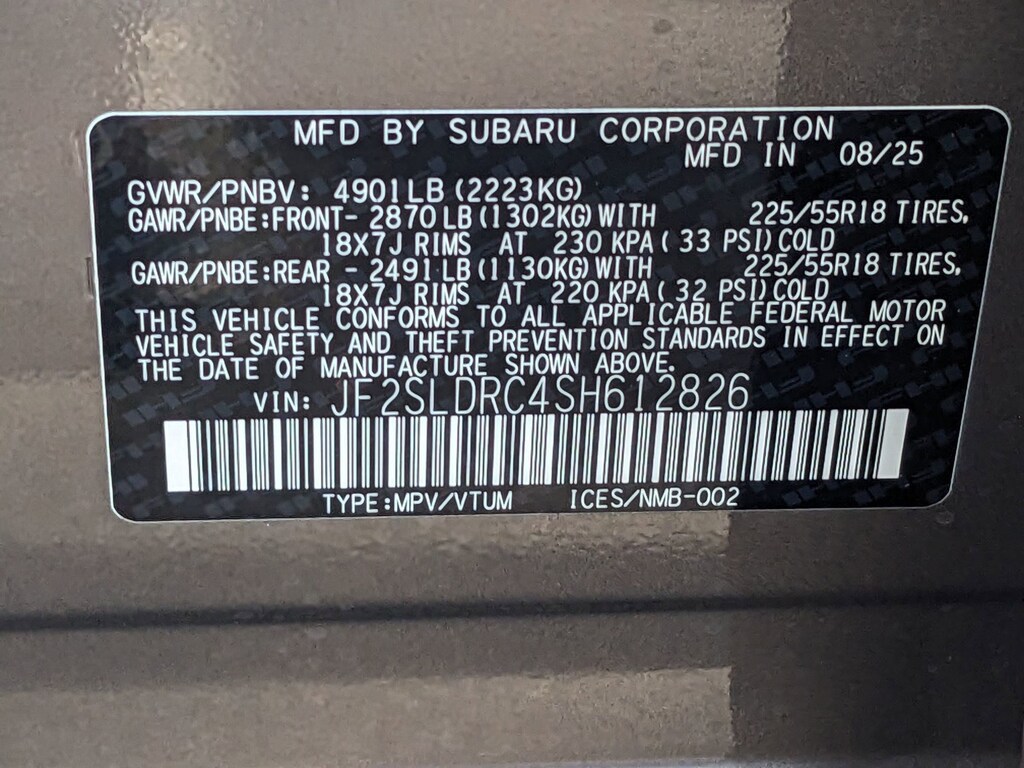 MFD BY SUBARU CORPORATION
MFD IN 08/25
GVWR/PNBV: 4901LB (2223KG)
GAWR/PNBE:FRONT- 2870LB (1302KG) WITH 225/55R18 TIRES,
18X7J RIMS AT 230 KPA ( 33 PSI) COLD
GAWR/PNBE:REAR - 2491LB (1130KG) WITH 225/55R18 TIRES,
18X7J RIMS AT 220 KPA ( 32 PSI) COLD
THIS VEHICLE CONFORMS TO ALL APPLICABLE FEDERAL MOTOR
VEHICLE SAFETY AND THEFT PREVENTION STANDARDS IN EFFECT ON
THE DATE OF MANUFACTURE SHOWN ABOVE.
VIN: JF2SLDRC4SH612826
TYPE:MPV/VTUM ICES/NMB-002